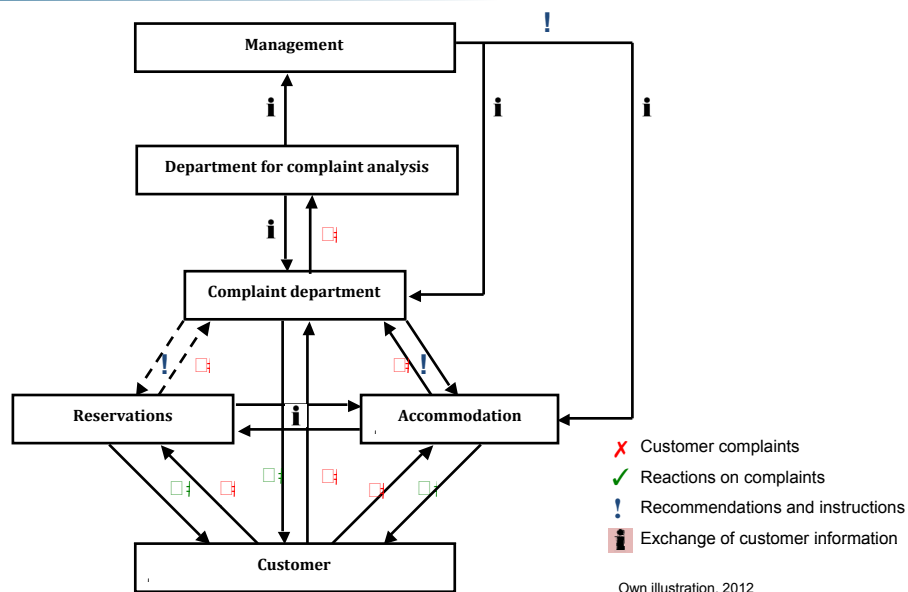 !
Management
i
i
i
Department for complaint analysis
i
Complaint department
!
!
Reservations
i
Accommodation
Customer
✗ Customer complaints
✓ Reactions on complaints
! Recommendations and instructions
i Exchange of customer information
Own illustration, 2012